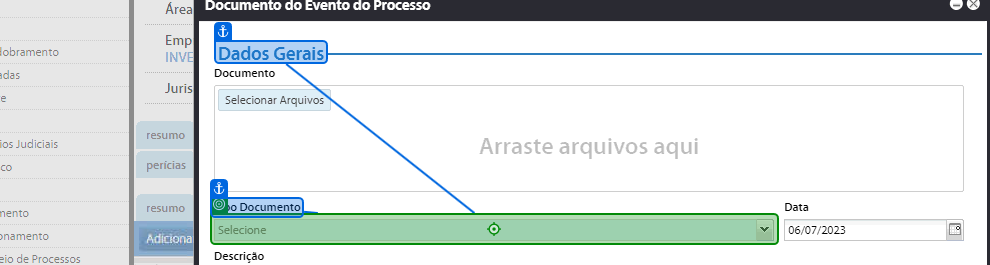 Documento do Evento do Processo
Área
dobramento
adas
e
ios Judiciais
co
mento
onamento
eio de Processos
Emp
INVE
Juris
resumo
perícias
resumo
Adiciona
Dados Gerais
Documento
Selecionar Arquivos
Arraste arquivos aqui
po Documento
Data
Selecione
06/07/2023
Descrição